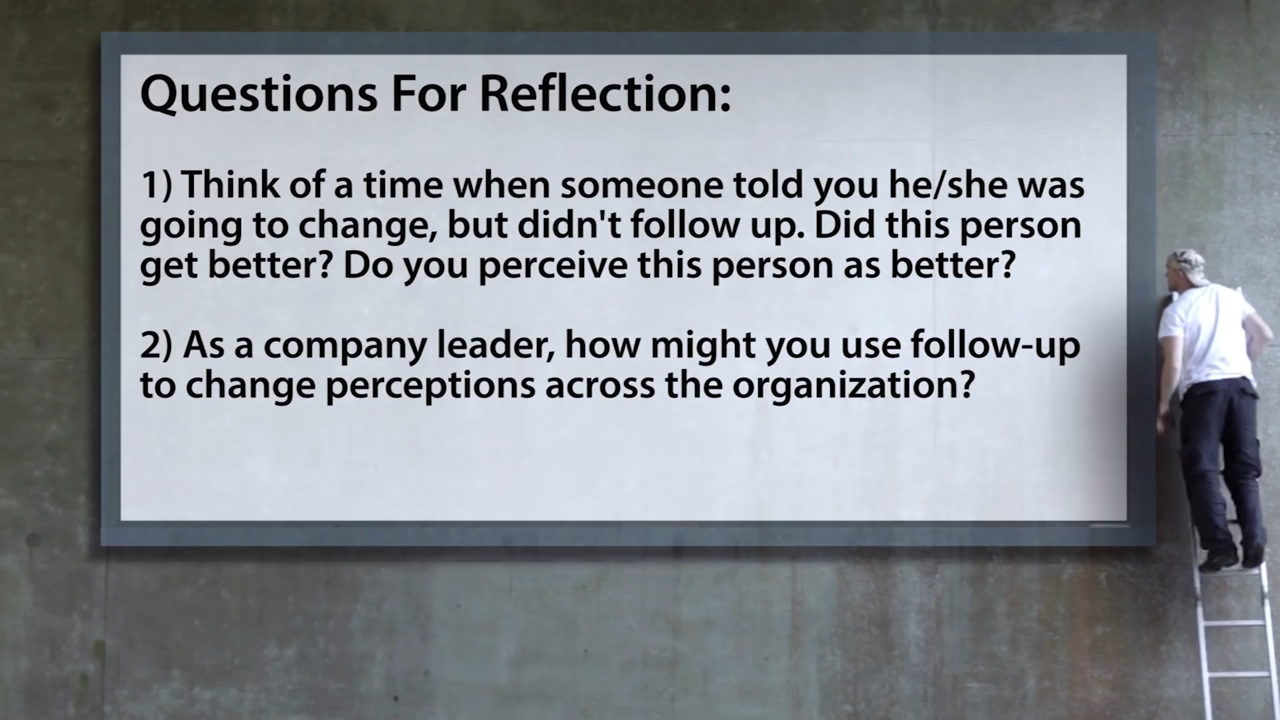 Questions For Reflection:
1) Think of a time when someone told you he/she was
going to change, but didn't follow up. Did this person
get better? Do you perceive this person as better?
2) As a company leader, how might you use follow-up
to change perceptions across the organization?